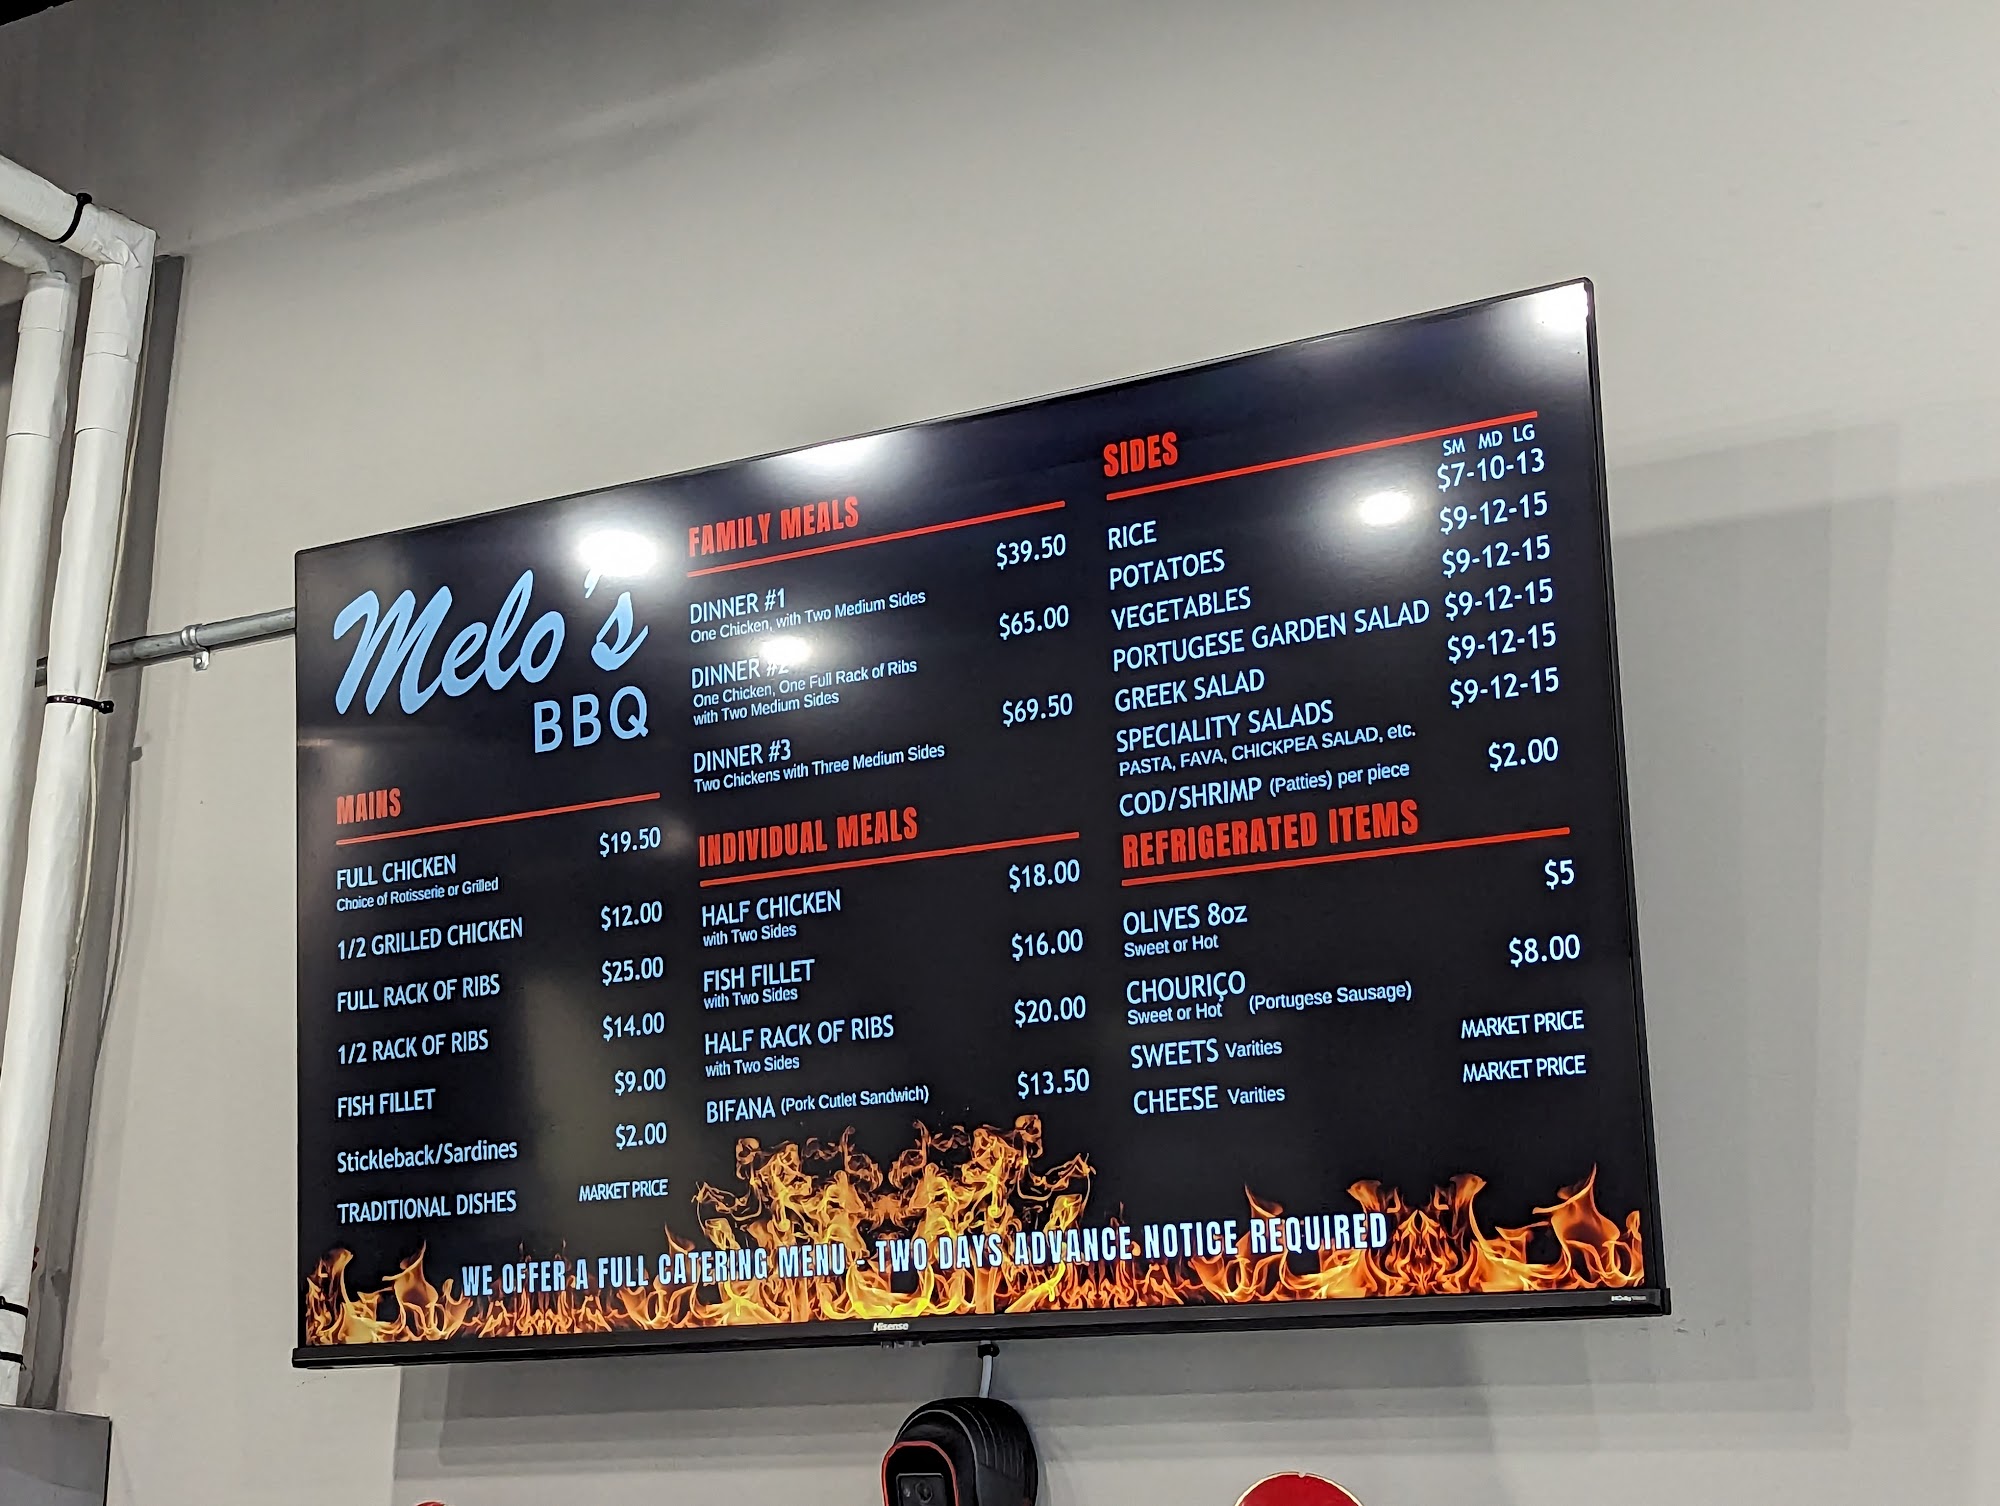 Melo's
BBQ
MAINS
FULL CHICKEN $19.50
Choice of Rotisserie or Grilled
1/2 GRILLED CHICKEN $12.00
FULL RACK OF RIBS $25.00
1/2 RACK OF RIBS $14.00
FISH FILLET $9.00
Stickleback/Sardines $2.00
TRADITIONAL DISHES MARKET PRICE
FAMILY MEALS
DINNER #1 $39.50
One Chicken, with Two Medium Sides
DINNER #2 $65.00
One Chicken, One Full Rack of Ribs
with Two Medium Sides
DINNER #3 $69.50
Two Chickens with Three Medium Sides
INDIVIDUAL MEALS
HALF CHICKEN $18.00
with Two Sides
FISH FILLET $16.00
with Two Sides
HALF RACK OF RIBS $20.00
with Two Sides
BIFANA (Pork Cutlet Sandwich) $13.50
SIDES
SM MD LG
RICE $7-10-13
POTATOES $9-12-15
VEGETABLES $9-12-15
PORTUGESE GARDEN SALAD $9-12-15
GREEK SALAD $9-12-15
SPECIALITY SALADS $9-12-15
PASTA, FAVA, CHICKPEA SALAD, etc.
COD/SHRIMP (Patties) per piece $2.00
REFRIGERATED ITEMS
OLIVES 8oz $5
Sweet or Hot
CHOURIÇO (Portugese Sausage) $8.00
Sweet or Hot
SWEETS Varities MARKET PRICE
CHEESE Varities MARKET PRICE
WE OFFER A FULL CATERING MENU - TWO DAYS ADVANCE NOTICE REQUIRED
Hisense